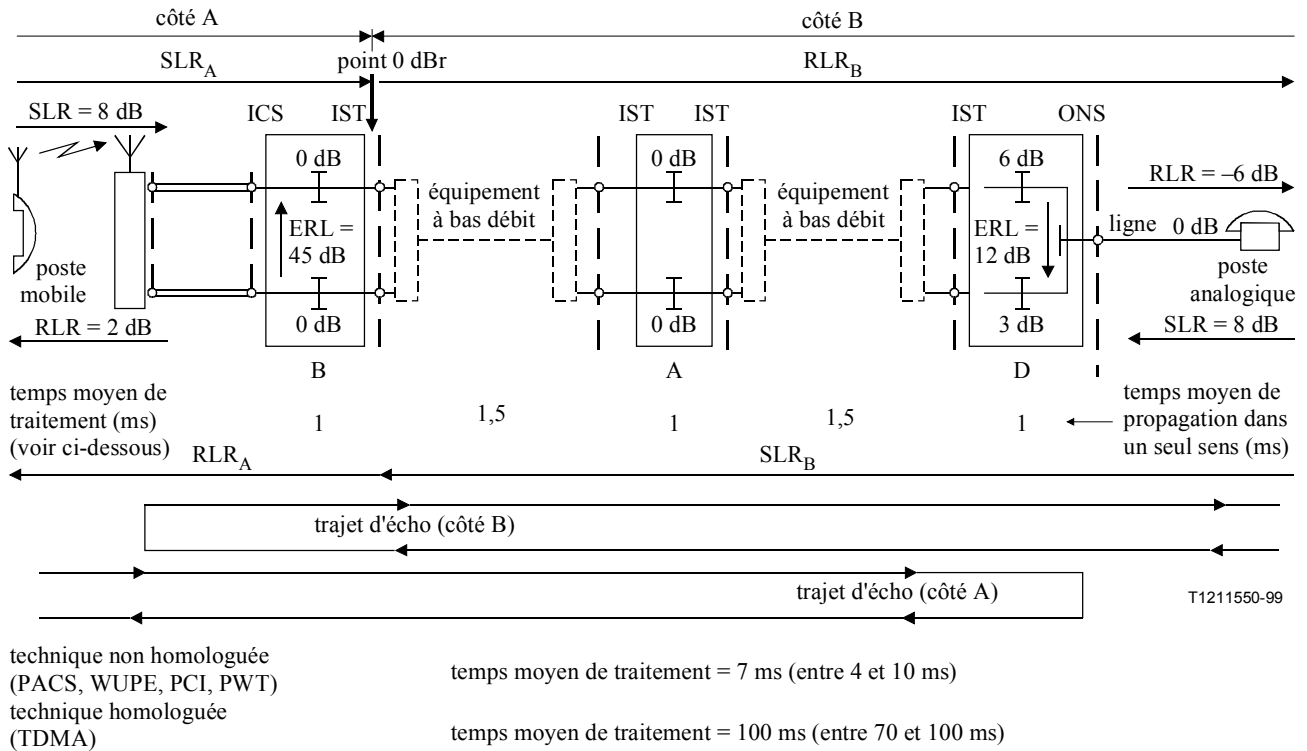 côté A
côté B
SLR_A
point 0 dBr
RLR_B
SLR = 8 dB
ICS
IST
IST
IST
IST
ONS
0 dB
0 dB
6 dB
RLR = –6 dB
équipement
à bas débit
équipement
à bas débit
ERL =
45 dB
ERL =
12 dB
ligne
0 dB
poste
mobile
poste
analogique
RLR = 2 dB
0 dB
0 dB
3 dB
SLR = 8 dB
B
A
D
temps moyen de
traitement (ms)
(voir ci-dessous)
1
1,5
1
1,5
1
temps moyen de
propagation dans
un seul sens (ms)
RLR_A
SLR_B
trajet d'écho (côté B)
trajet d'écho (côté A)
T1211550-99
technique non homologuée
(PACS, WUPE, PCI, PWT)
temps moyen de traitement = 7 ms (entre 4 et 10 ms)
technique homologuée
(TDMA)
temps moyen de traitement = 100 ms (entre 70 et 100 ms)